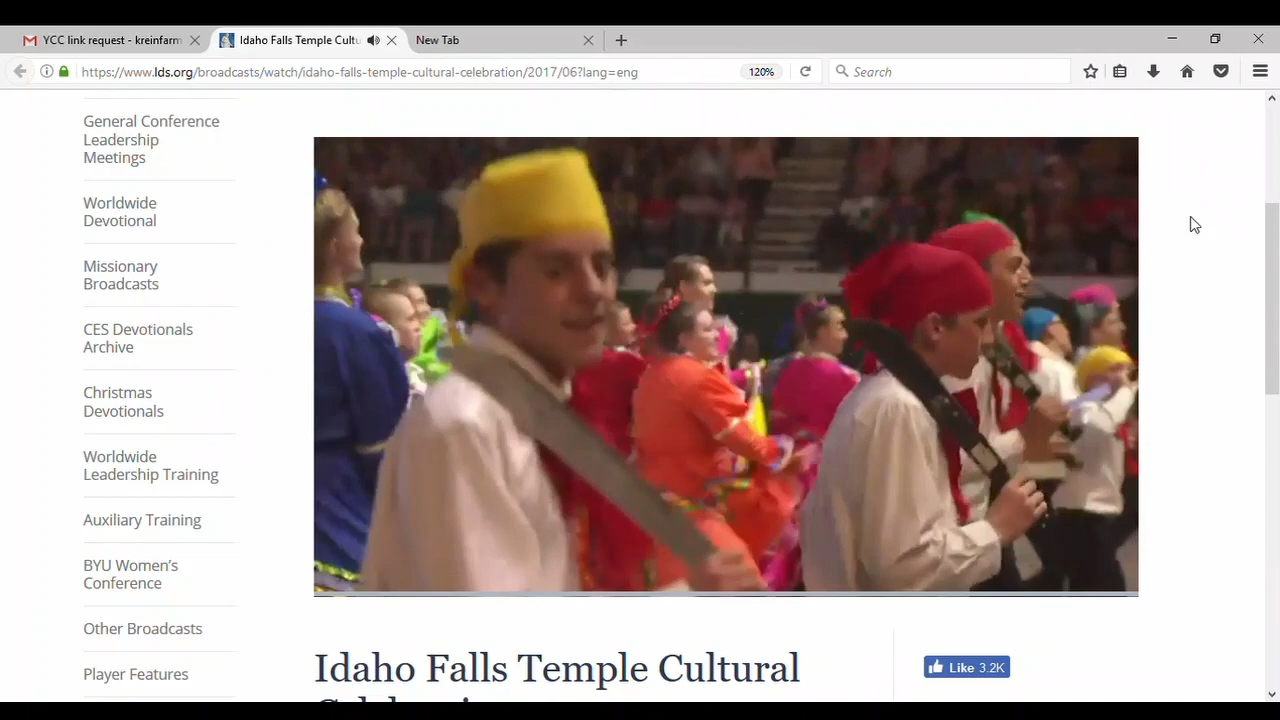 YCC link request - kreinfarm
Idaho Falls Temple Cultu
New Tab
https://www.lds.org/broadcasts/watch/idaho-falls-temple-cultural-celebration/2017/06?lang=eng
120%
Search
General Conference
Leadership
Meetings
Worldwide
Devotional
Missionary
Broadcasts
CES Devotionals
Archive
Christmas
Devotionals
Worldwide
Leadership Training
Auxiliary Training
BYU Women's
Conference
Other Broadcasts
Player Features
Idaho Falls Temple Cultural
Like 3.2K